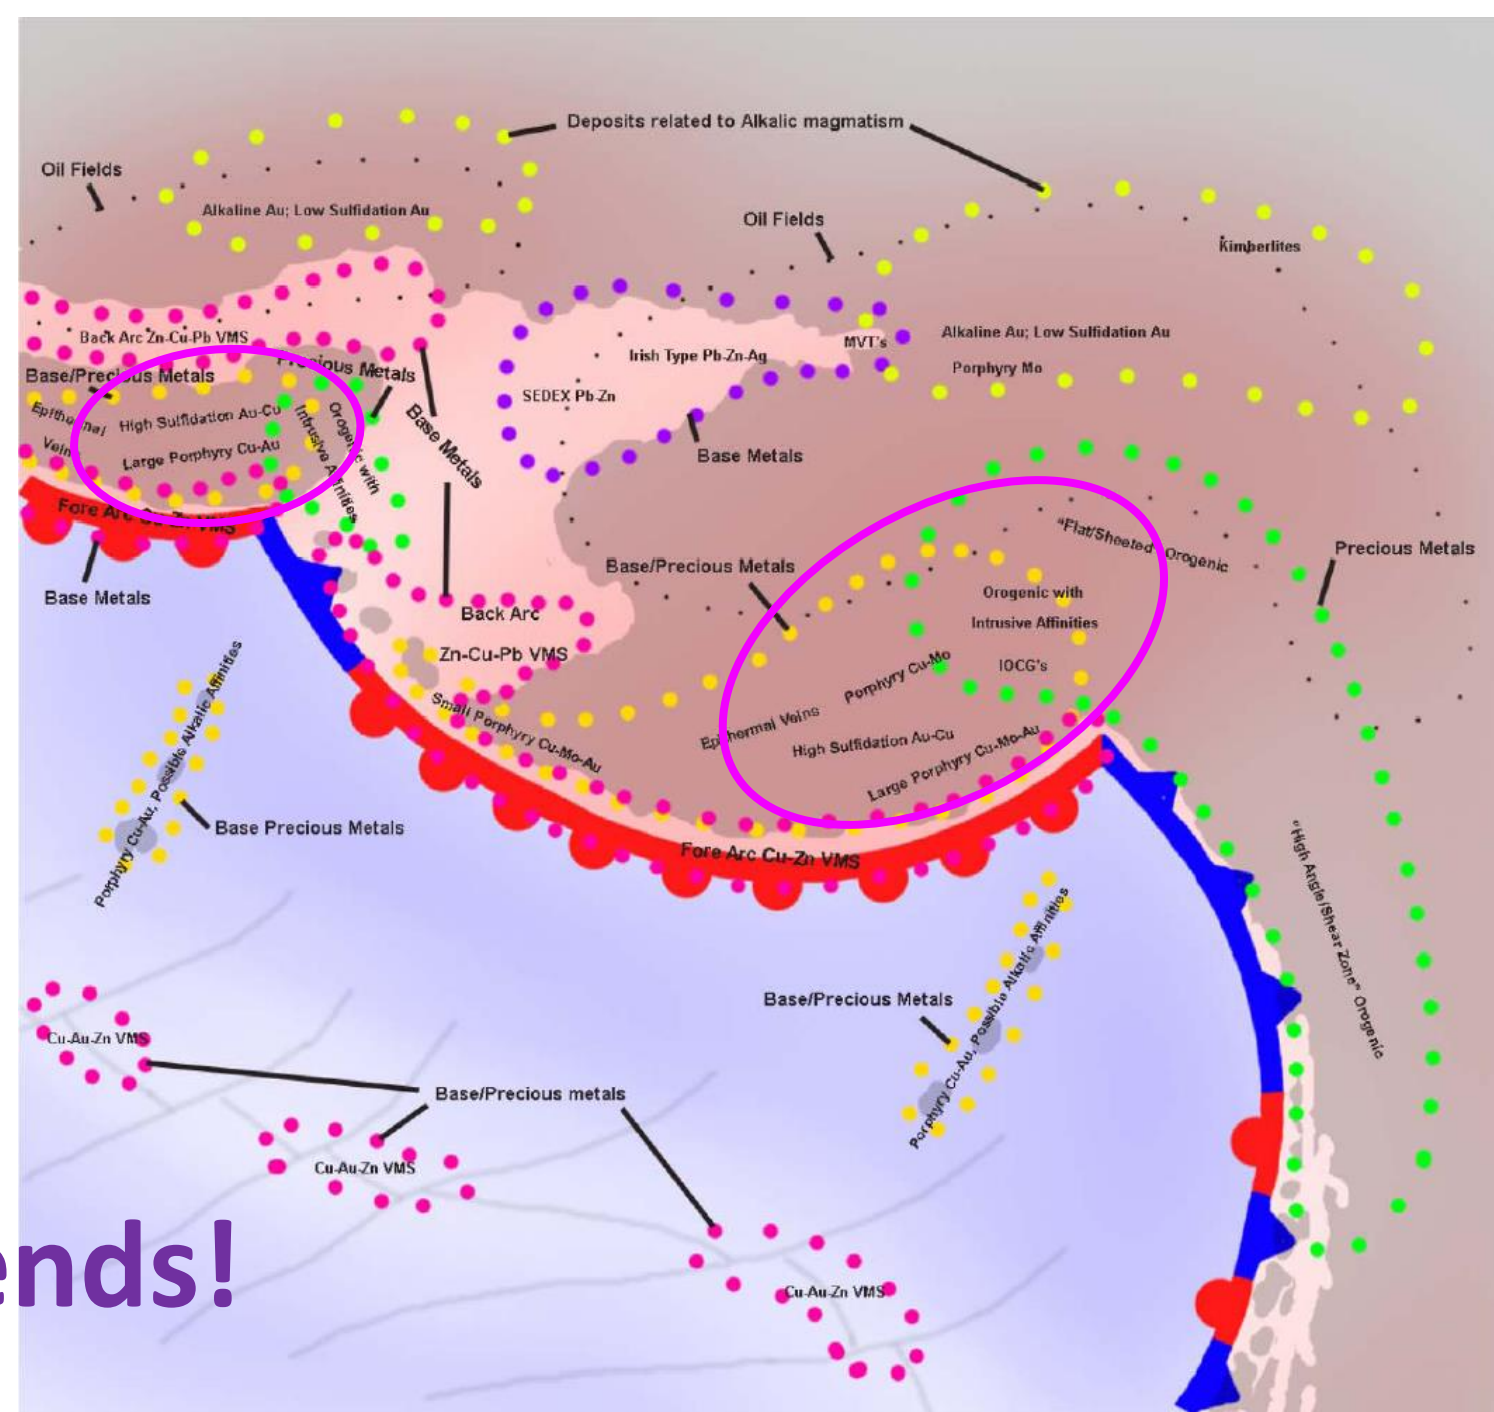 Deposits related to Alkalic magmatism
Oil Fields
Alkaline Au; Low Sulfidation Au
Oil Fields
Kimberlites
Back Arc Zn-Cu-Pb VMS
Alkaline Au; Low Sulfidation Au
MVT's
Irish Type Pb-Zn-Ag
Precious Metals
Porphyry Mo
Base/Precious Metals
SEDEX Pb-Zn
Epithermal
Veins
High Sulfidation Au-Cu
Large Porphyry Cu-Au
Orogenic with
Intrusive Affinities
Base Metals
Base Metals
Fore Arc Cu-Zn VMS
"Flat/Sheeted" Orogenic
Precious Metals
Base/Precious Metals
Base Metals
Orogenic with
Intrusive Affinities
IOCG's
Back Arc
Zn-Cu-Pb VMS
Porphyry Cu-Mo
Small Porphyry Cu-Mo-Au
Epithermal Veins
High Sulfidation Au-Cu
Large Porphyry Cu-Mo-Au
Porphyry Cu-Au, Possible Alkalic Affinities
Base Precious Metals
Fore Arc Cu-Zn VMS
"High Angle/Shear Zone" Orogenic
Base/Precious Metals
Porphyry Cu-Au, Possible Alkalic Affinities
Cu-Au-Zn VMS
Base/Precious metals
Cu-Au-Zn VMS
ends!
Cu-Au-Zn VMS